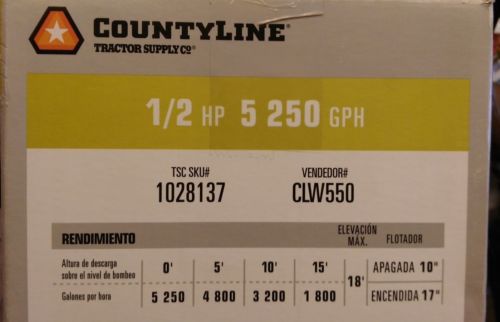 COUNTYLINE®
TRACTOR SUPPLY CO®
1/2 HP 5 250 GPH
TSC SKU# VENDEDOR#
1028137 CLW550
RENDIMIENTO ELEVACIÓN MÁX. FLOTADOR
Altura de descarga sobre el nivel de bombeo 0' 5' 10' 15' 18' APAGADA 10"
Galones por hora 5 250 4 800 3 200 1 800 ENCENDIDA 17"